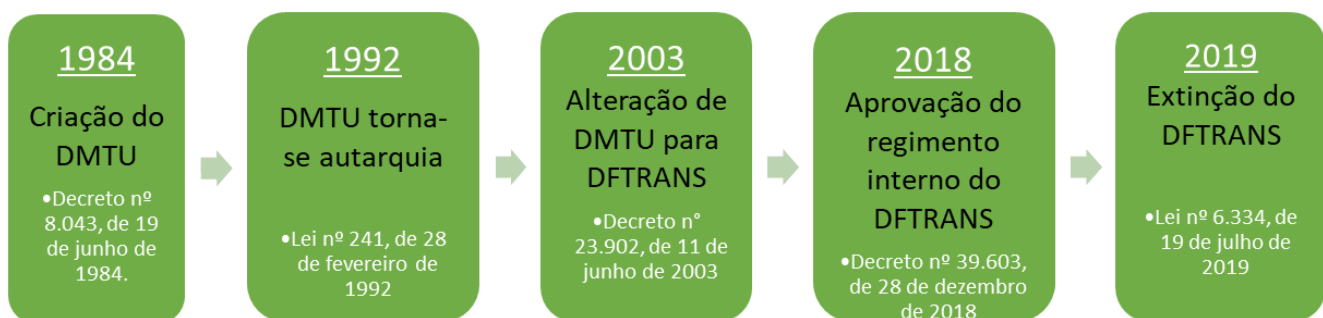 1984
Criação do
DMTU
•Decreto nº
8.043, de 19
de junho de
1984.
1992
DMTU torna-
se autarquia
•Lei nº 241, de 28
de fevereiro de
1992
2003
Alteração de
DMTU para
DFTRANS
•Decreto n°
23.902, de 11 de
junho de 2003
2018
Aprovação do
regimento
interno do
DFTRANS
•Decreto nº 39.603,
de 28 de dezembro
de 2018
2019
Extinção do
DFTRANS
•Lei nº 6.334, de
19 de julho de
2019